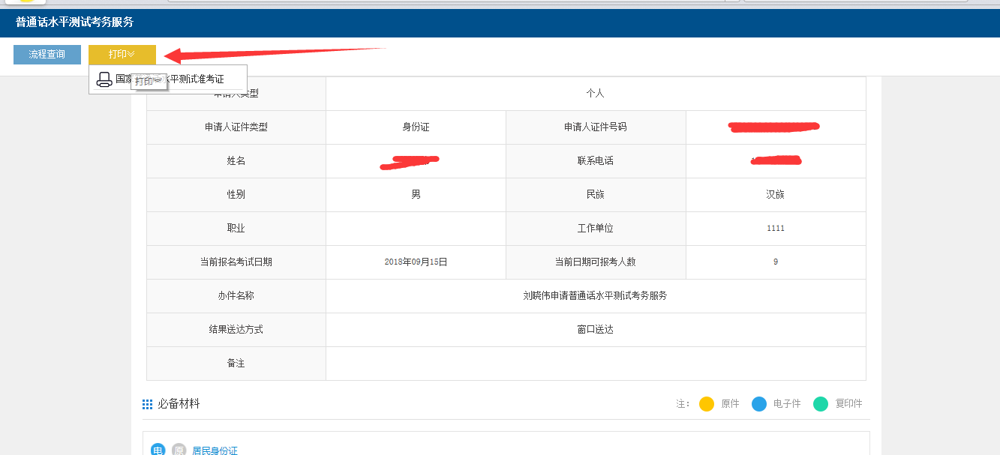 普通话水平测试考务服务
流程查询 打印
国家 水平测试准考证
打印
申请人类型 个人
申请人证件类型 身份证 申请人证件号码
姓名 联系电话
性别 男 民族 汉族
职业 工作单位 1111
当前报名考试日期 2018年09月15日 当前日期可报考人数 9
办件名称 刘晓伟申请普通话水平测试考务服务
结果送达方式 窗口送达
备注
必备材料 注： 原件 电子件 复印件
电 原 居民身份证